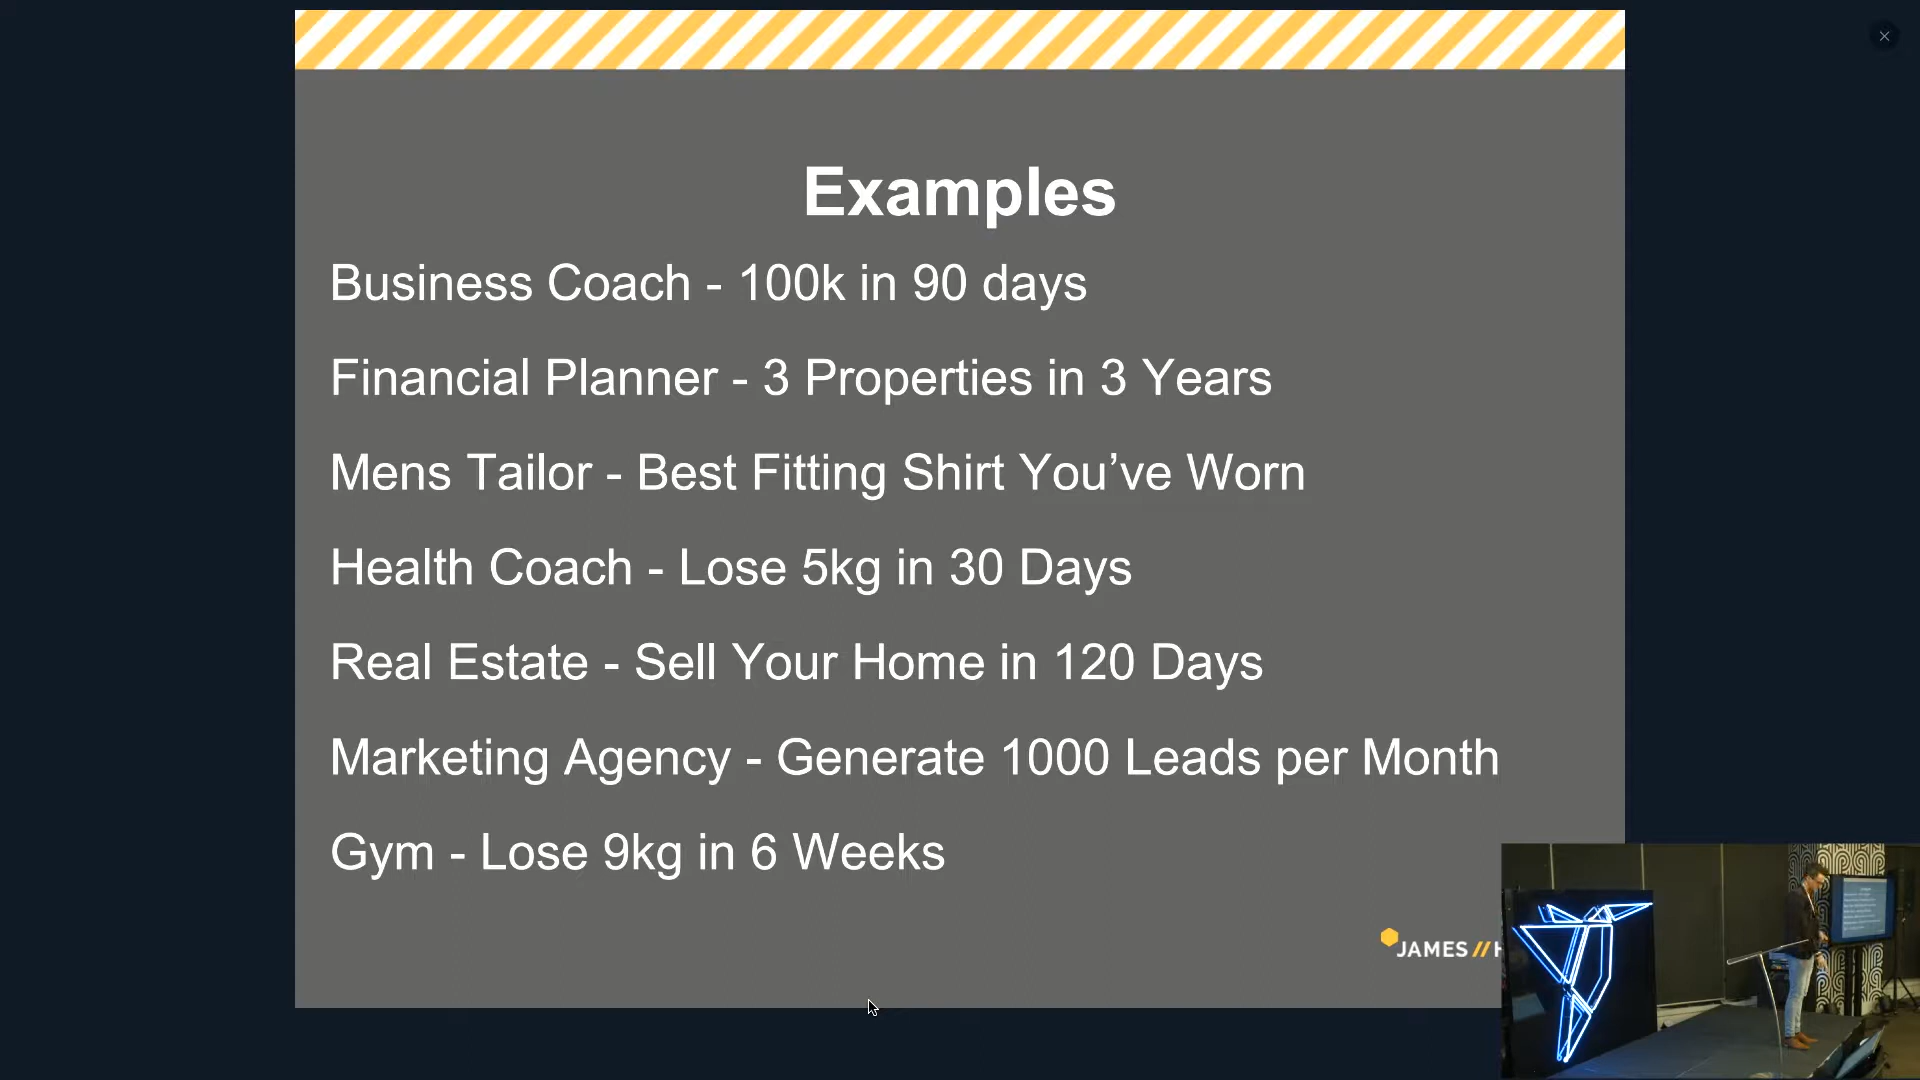 Examples
Business Coach - 100k in 90 days
Financial Planner - 3 Properties in 3 Years
Mens Tailor - Best Fitting Shirt You’ve Worn
Health Coach - Lose 5kg in 30 Days
Real Estate - Sell Your Home in 120 Days
Marketing Agency - Generate 1000 Leads per Month
Gym - Lose 9kg in 6 Weeks
JAMES //